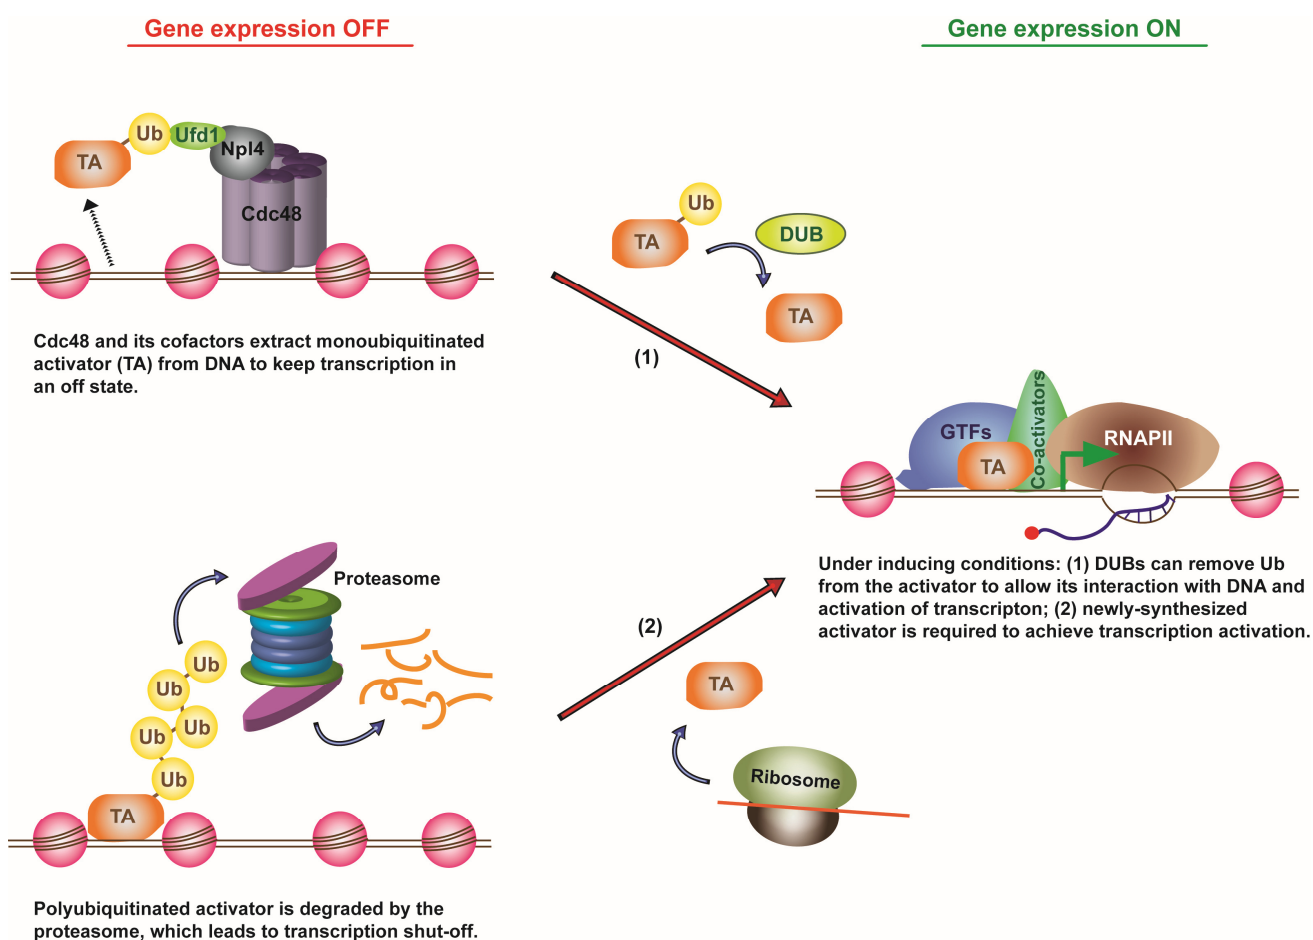 Gene expression OFF
Gene expression ON
TA
Ub
Ufd1
Npl4
Cdc48
Cdc48 and its cofactors extract monoubiquitinated
activator (TA) from DNA to keep transcription in
an off state.
Ub
TA
DUB
TA
(1)
GTFs
TA
Co-activators
RNAPII
Under inducing conditions: (1) DUBs can remove Ub
from the activator to allow its interaction with DNA and
activation of transcripton; (2) newly-synthesized
activator is required to achieve transcription activation.
Proteasome
Ub
Ub
Ub
Ub
Ub
TA
(2)
TA
Ribosome
Polyubiquitinated activator is degraded by the
proteasome, which leads to transcription shut-off.